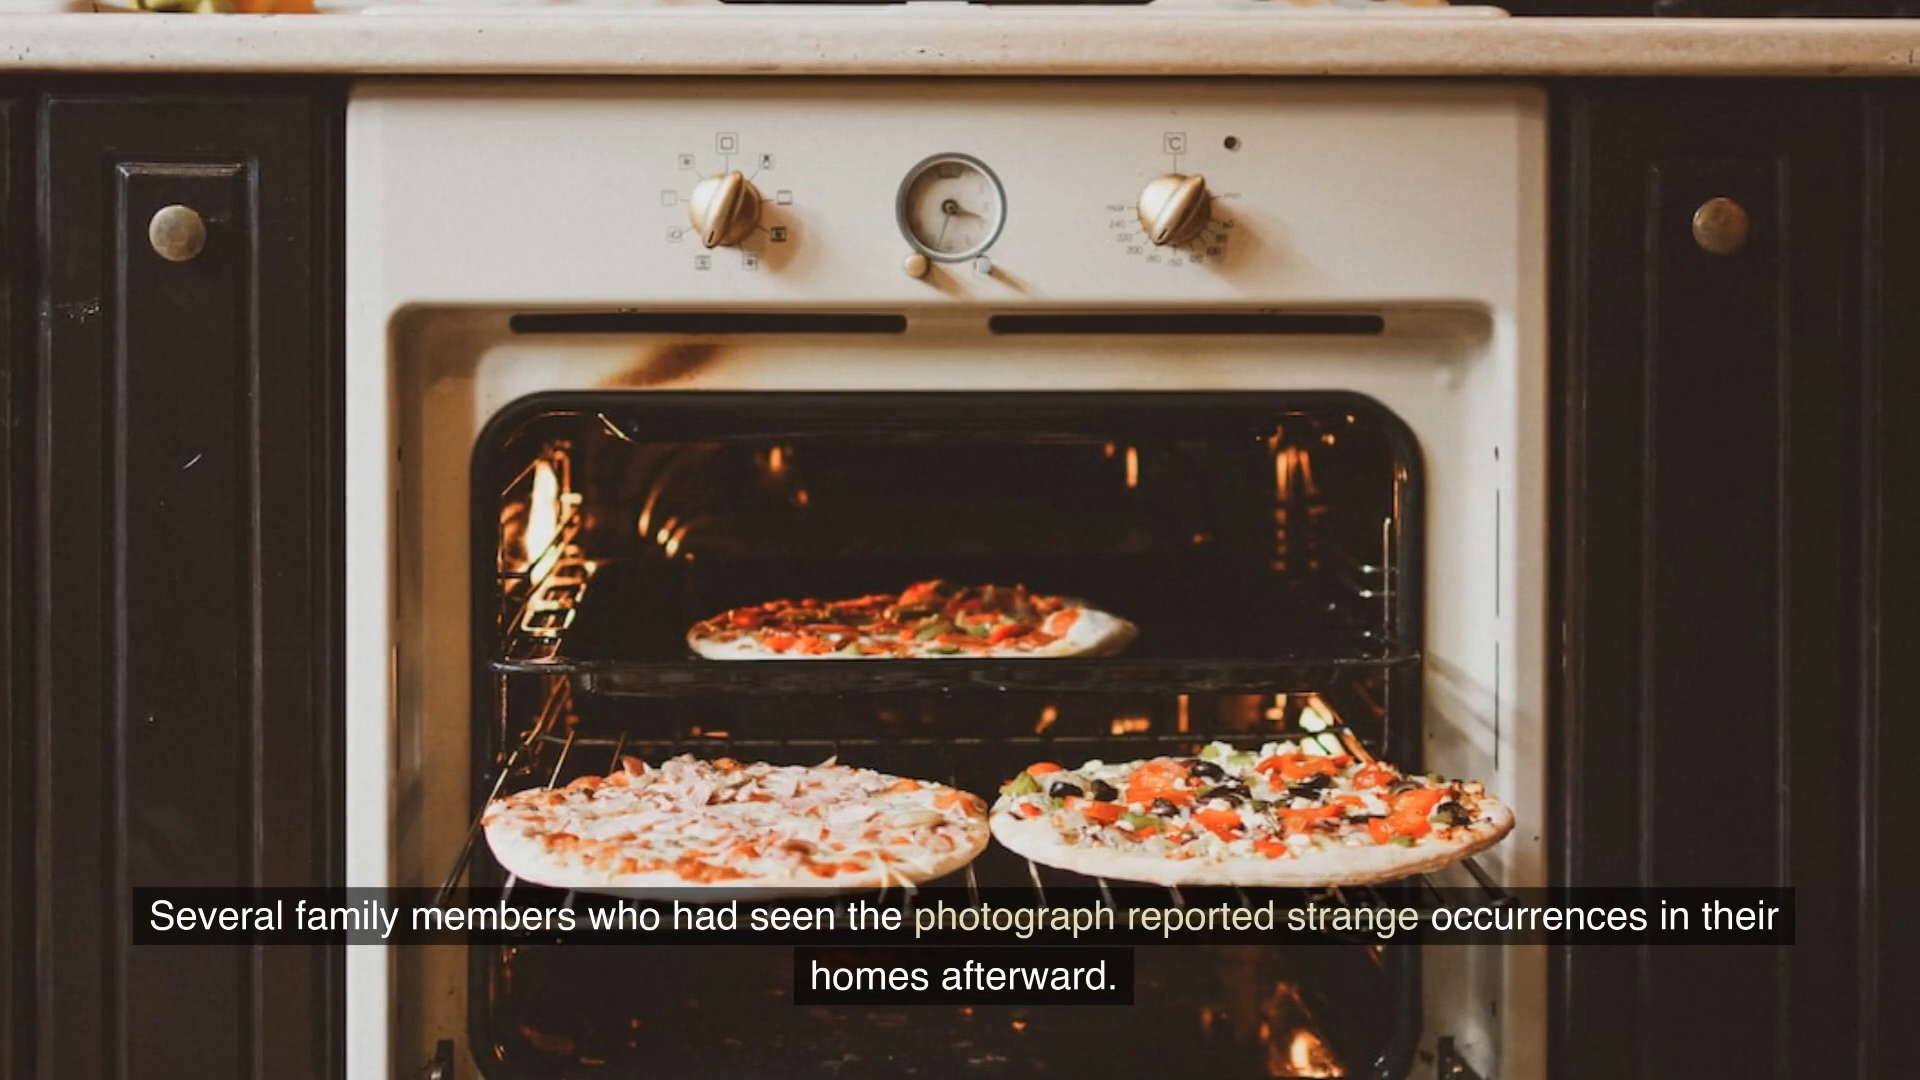 °C
Several family members who had seen the photograph reported strange occurrences in their
homes afterward.